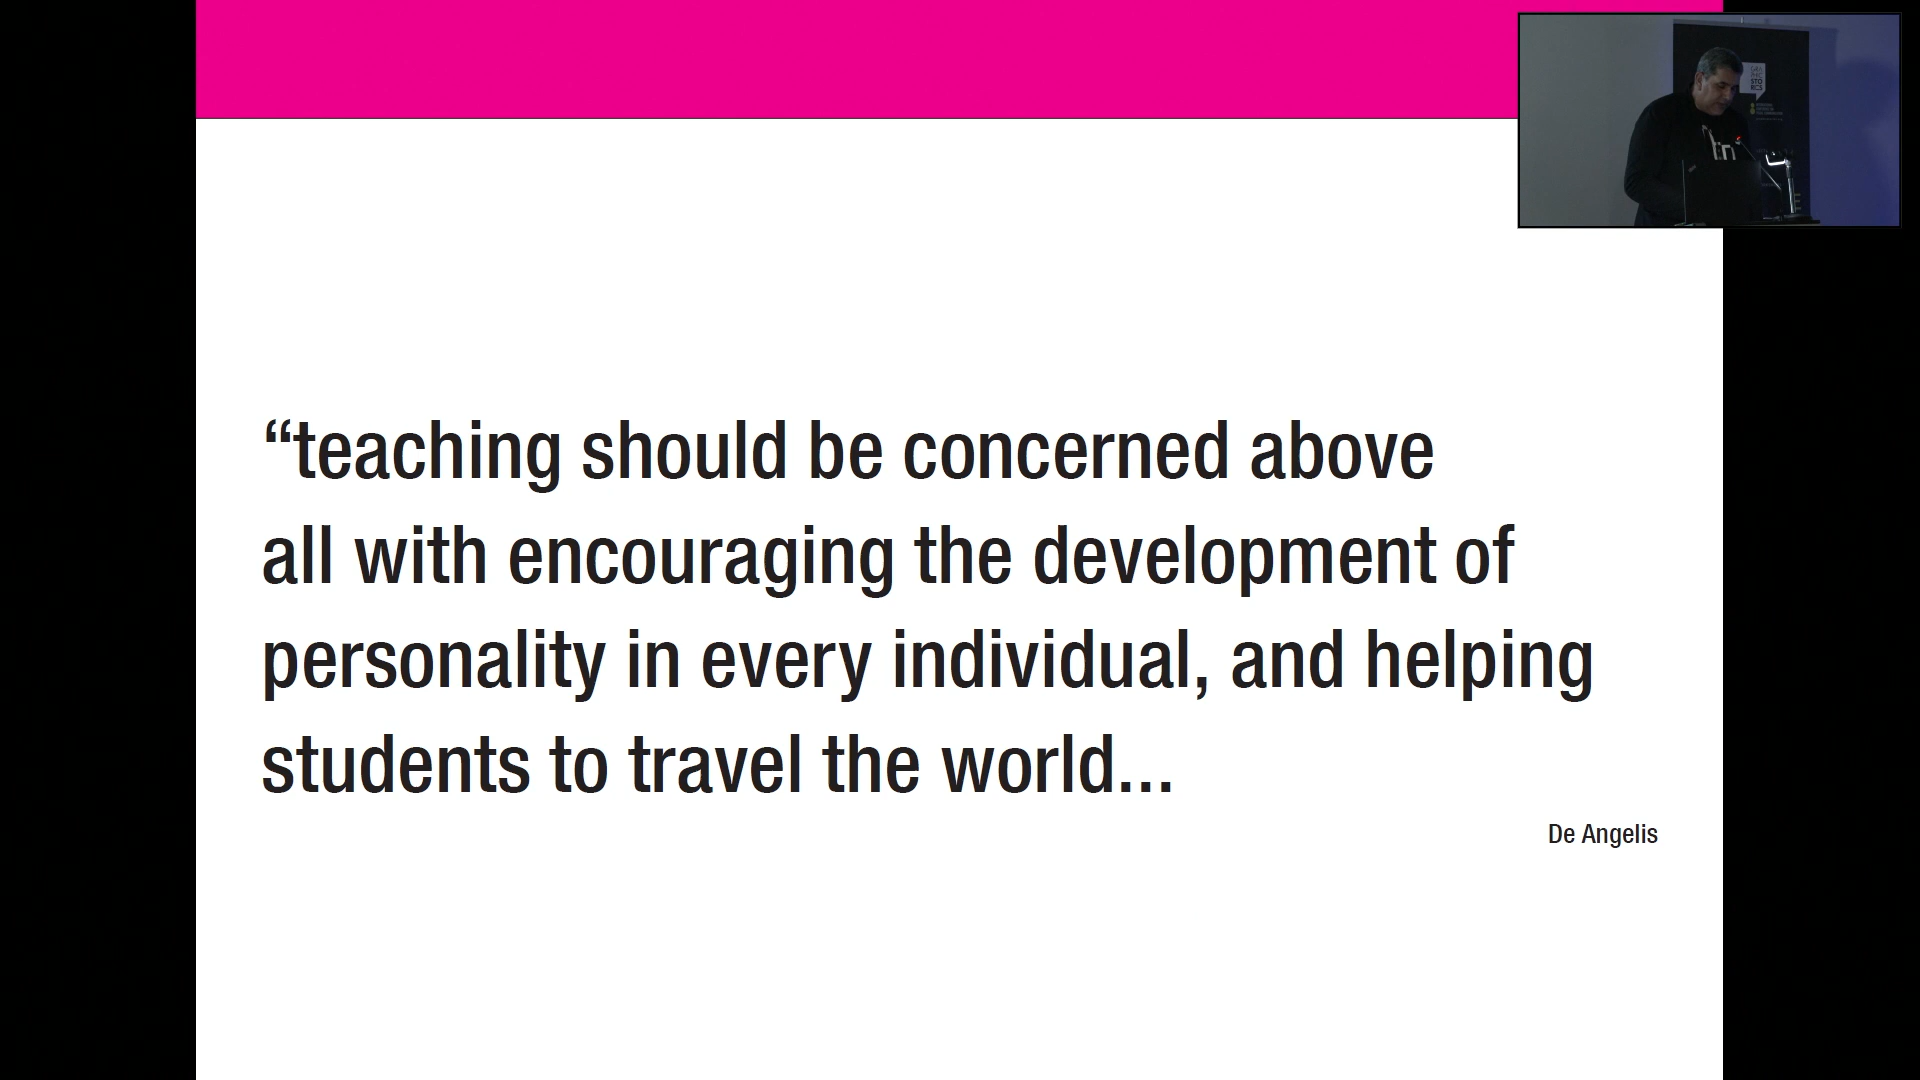 “teaching should be concerned above
all with encouraging the development of
personality in every individual, and helping
students to travel the world...
De Angelis